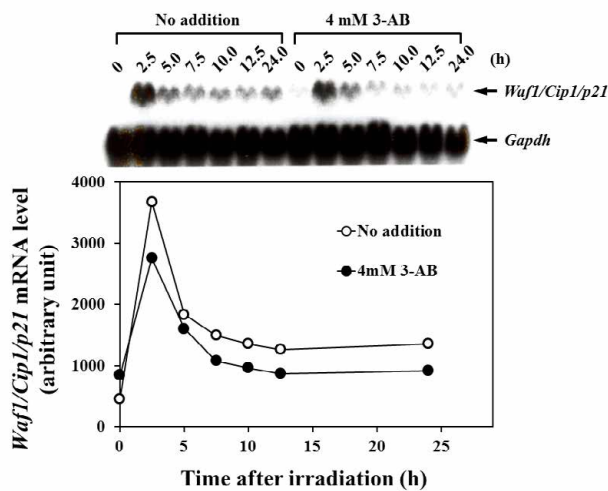 No addition 4 mM 3-AB
0 2.5 5.0 7.5 10.0 12.5 24.0 0 2.5 5.0 7.5 10.0 12.5 24.0 (h)
Waf1/Cip1/p21
Gapdh
4000
3000
2000
1000
0
Waf1/Cip1/p21 mRNA level
(arbitrary unit)
No addition
4mM 3-AB
0 5 10 15 20 25
Time after irradiation (h)